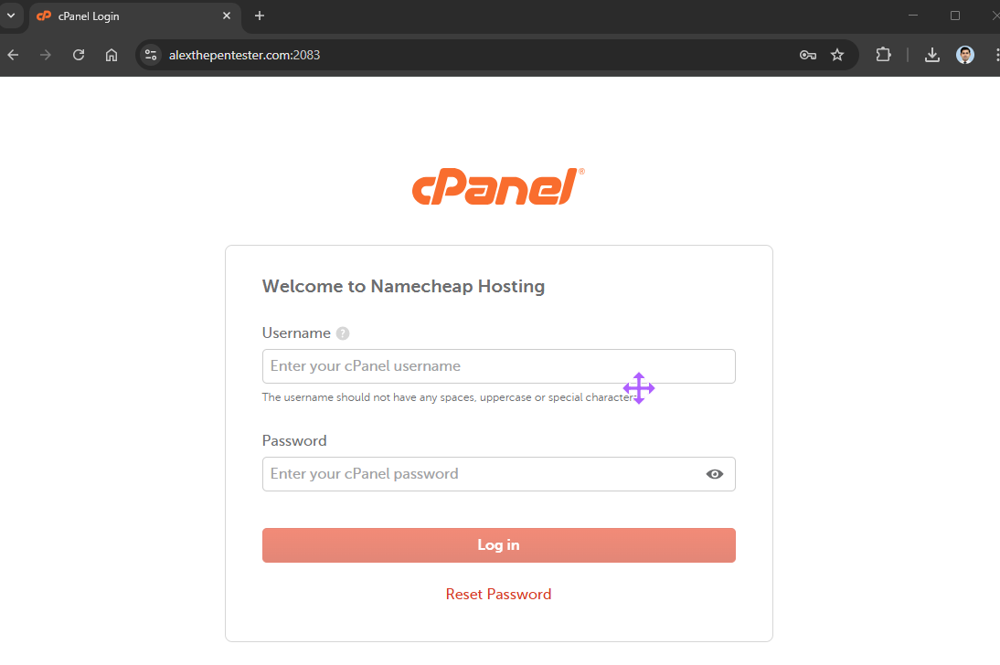 cPanel Login
alexthepentester.com:2083
cPanel®
Welcome to Namecheap Hosting
Username ?
Enter your cPanel username
The username should not have any spaces, uppercase or special character
Password
Enter your cPanel password
Log in
Reset Password